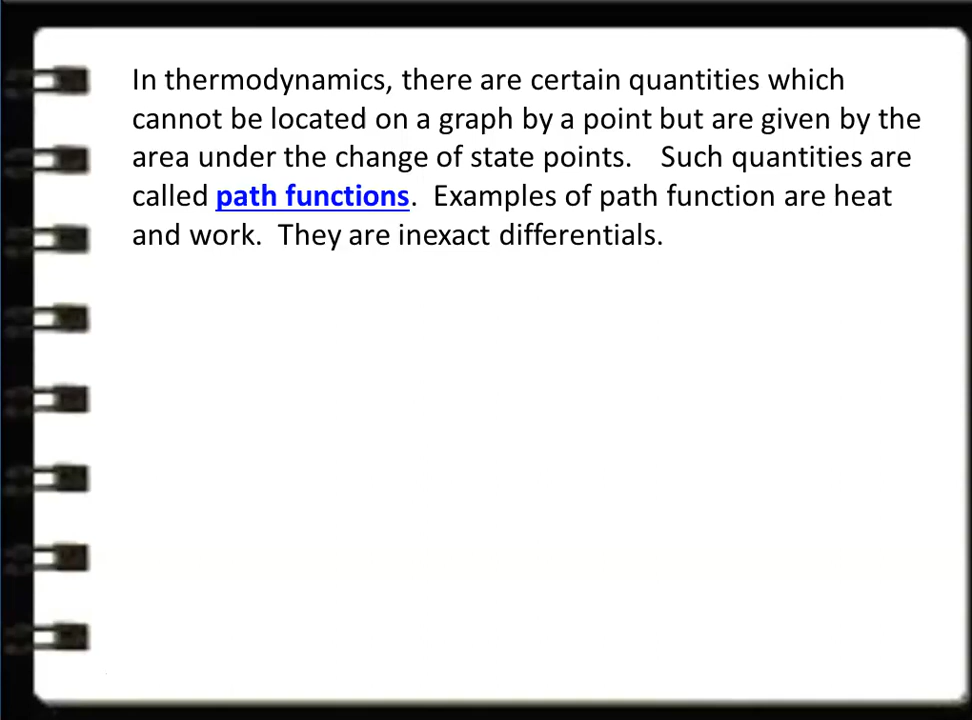 In thermodynamics, there are certain quantities which
cannot be located on a graph by a point but are given by the
area under the change of state points.    Such quantities are
called path functions.  Examples of path function are heat
and work.  They are inexact differentials.